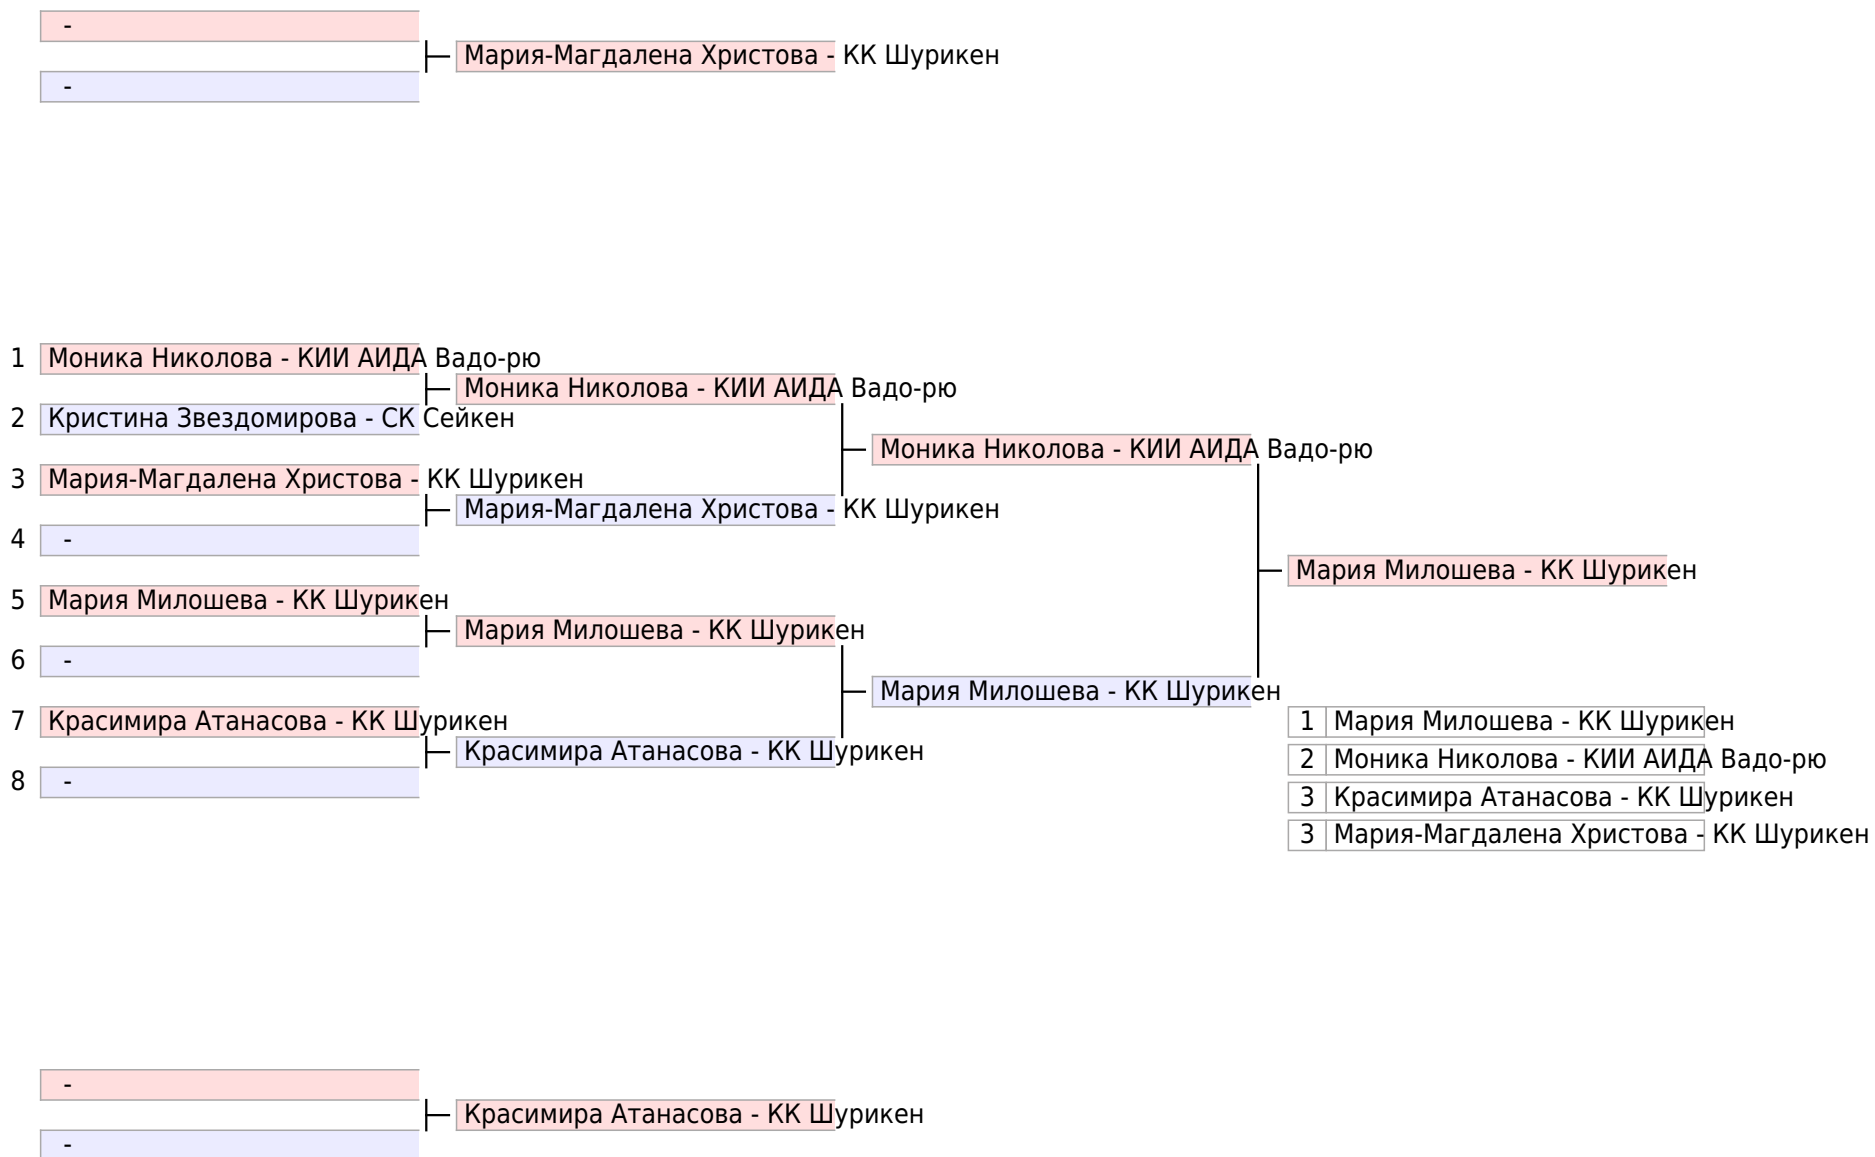 -
Мария-Магдалена Христова - КК Шурикен
-
1 Моника Николова - КИИ АИДА Вадо-рю
Моника Николова - КИИ АИДА Вадо-рю
2 Кристина Звездомирова - СК Сейкен
Моника Николова - КИИ АИДА Вадо-рю
3 Мария-Магдалена Христова - КК Шурикен
Мария-Магдалена Христова - КК Шурикен
4 -
Мария Милошева - КК Шурикен
5 Мария Милошева - КК Шурикен
Мария Милошева - КК Шурикен
6 -
Мария Милошева - КК Шурикен
7 Красимира Атанасова - КК Шурикен
1 Мария Милошева - КК Шурикен
Красимира Атанасова - КК Шурикен
2 Моника Николова - КИИ АИДА Вадо-рю
8 -
3 Красимира Атанасова - КК Шурикен
3 Мария-Магдалена Христова - КК Шурикен
-
Красимира Атанасова - КК Шурикен
-